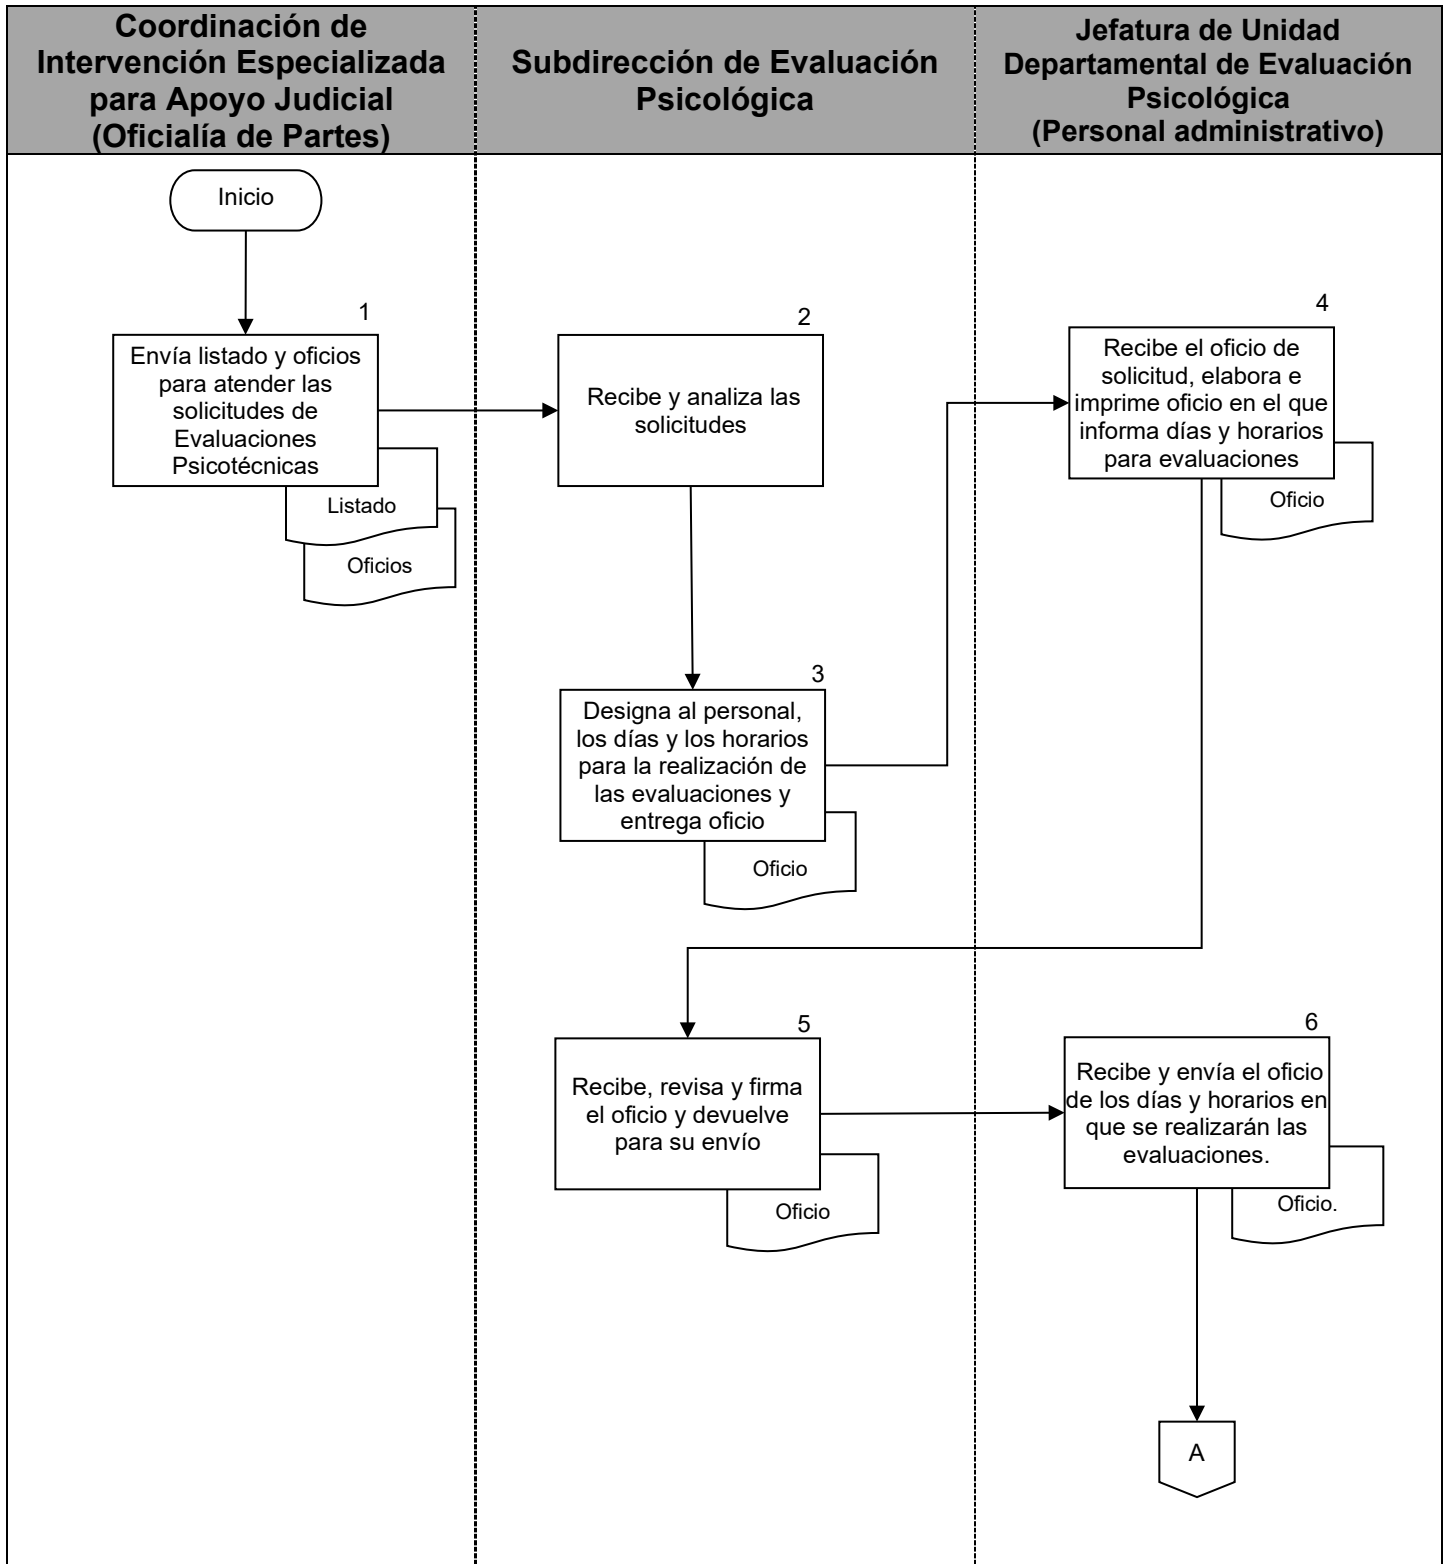 Coordinación de
Intervención Especializada
para Apoyo Judicial
(Oficialía de Partes)
Subdirección de Evaluación
Psicológica
Jefatura de Unidad
Departamental de Evaluación
Psicológica
(Personal administrativo)
Inicio
1
Envía listado y oficios
para atender las
solicitudes de
Evaluaciones
Psicotécnicas
Listado
Oficios
2
Recibe y analiza las
solicitudes
3
Designa al personal,
los días y los horarios
para la realización de
las evaluaciones y
entrega oficio
Oficio
4
Recibe el oficio de
solicitud, elabora e
imprime oficio en el que
informa días y horarios
para evaluaciones
Oficio
5
Recibe, revisa y firma
el oficio y devuelve
para su envío
Oficio
6
Recibe y envía el oficio
de los días y horarios en
que se realizarán las
evaluaciones.
Oficio.
A